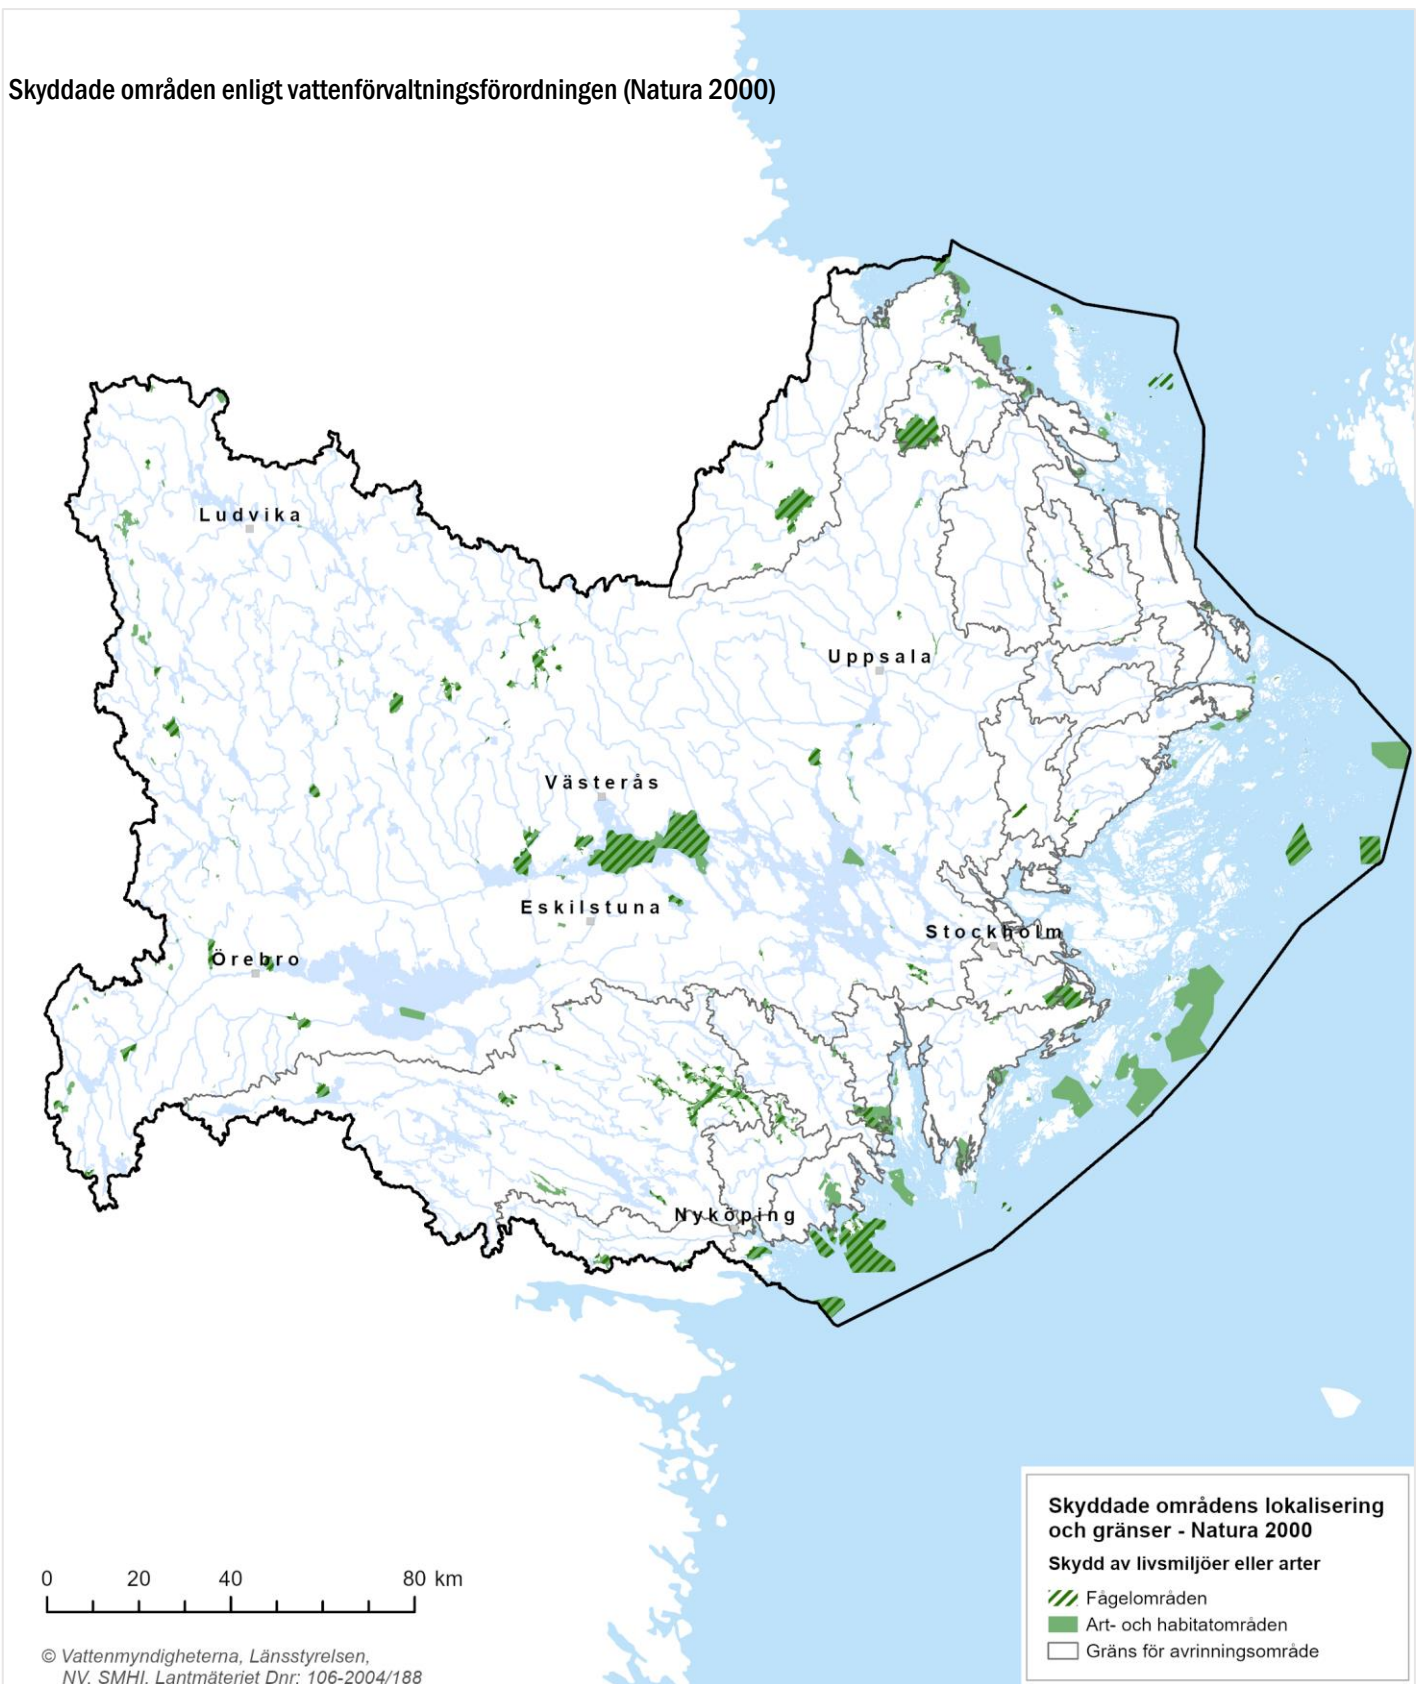 Skyddade områden enligt vattenförvaltningsförordningen (Natura 2000)
Ludvika
Uppsala
Västerås
Eskilstuna
Stockholm
Örebro
Nyköping
Skyddade områdens lokalisering
och gränser - Natura 2000
Skydd av livsmiljöer eller arter
Fågelområden
Art- och habitatområden
Gräns för avrinningsområde
0 20 40 80 km
© Vattenmyndigheterna, Länsstyrelsen,
NV, SMHI, Lantmäteriet Dnr: 106-2004/188